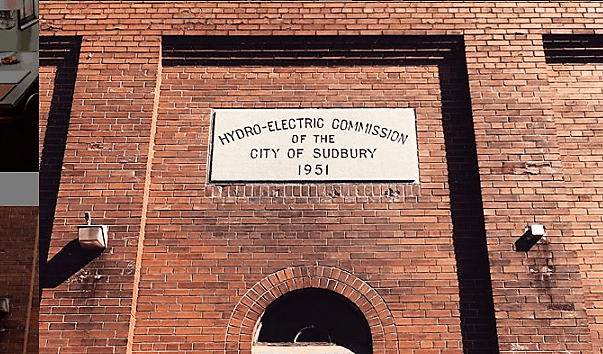 HYDRO-ELECTRIC COMMISSION
OF THE
CITY OF SUDBURY
1951